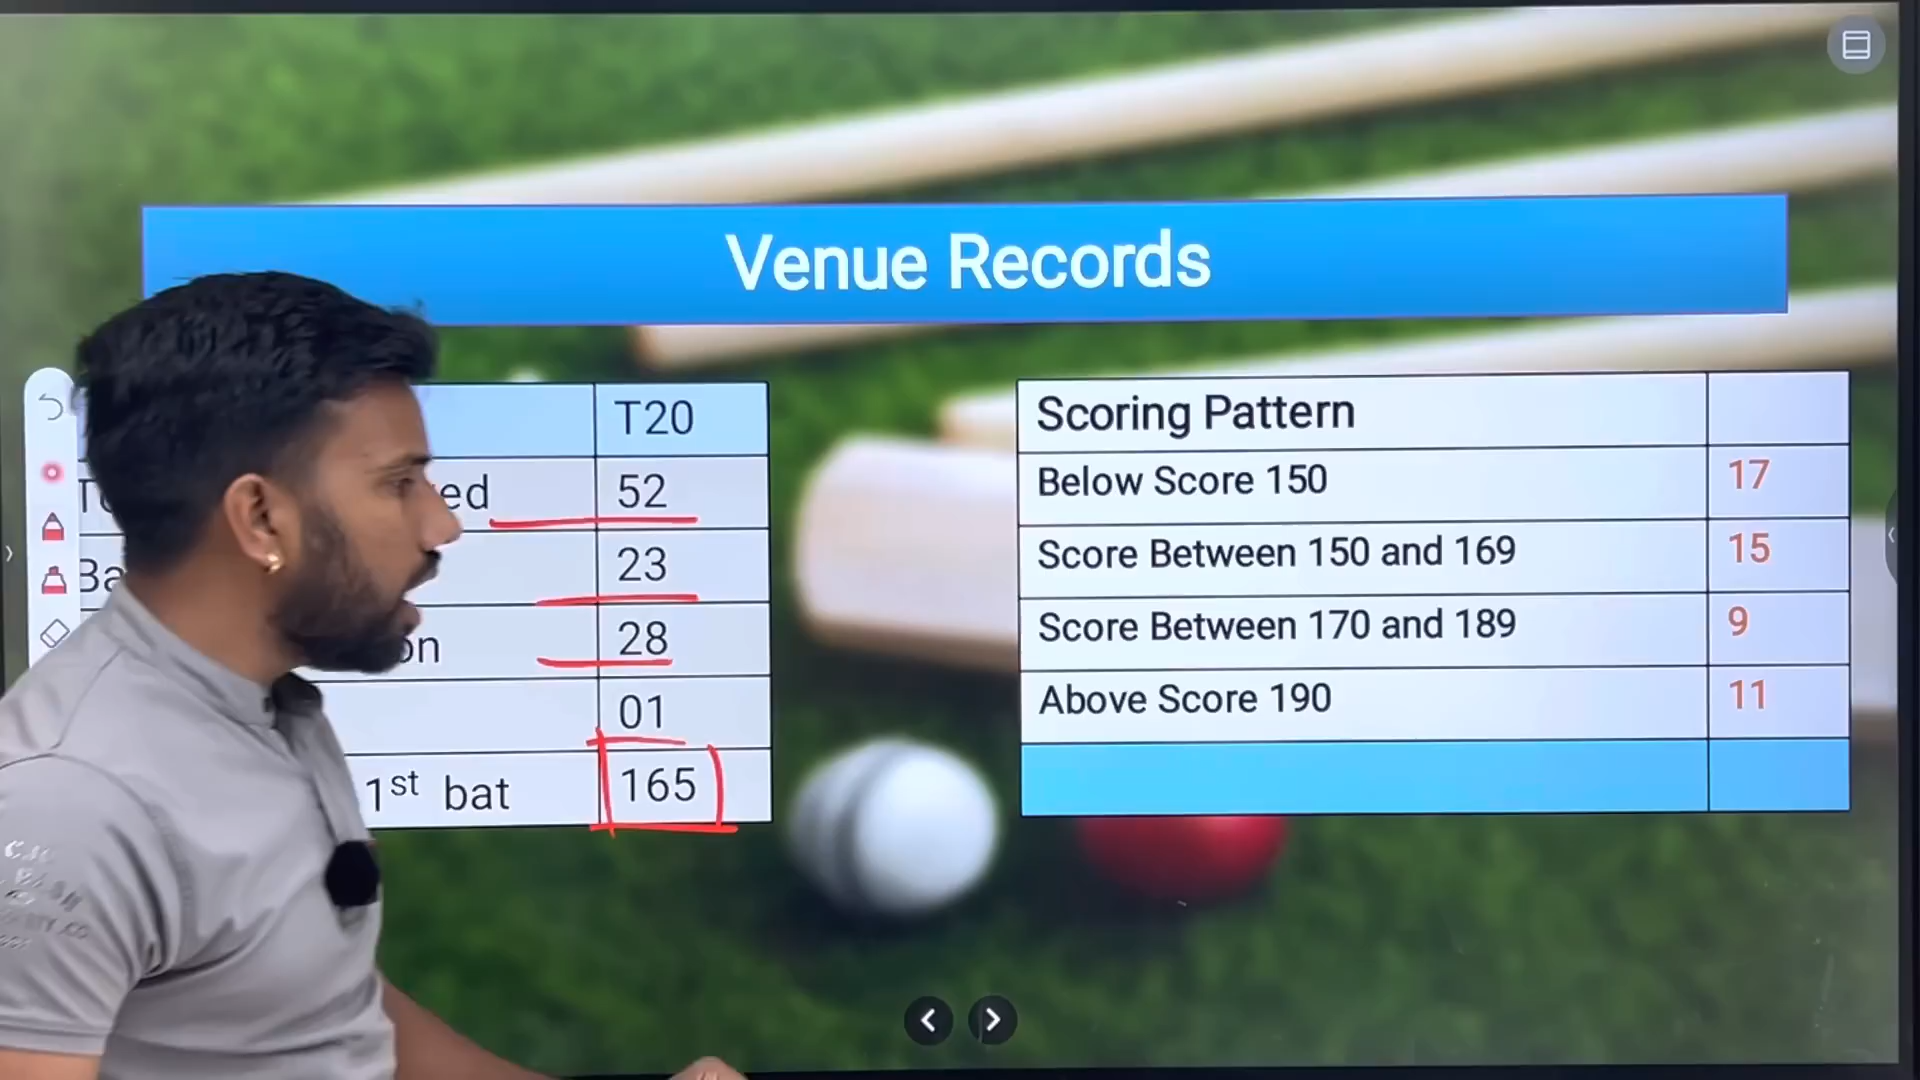 Venue Records
T20
ed 52
Ba 23
on 28
01
1st bat 165
Scoring Pattern
Below Score 150 17
Score Between 150 and 169 15
Score Between 170 and 189 9
Above Score 190 11